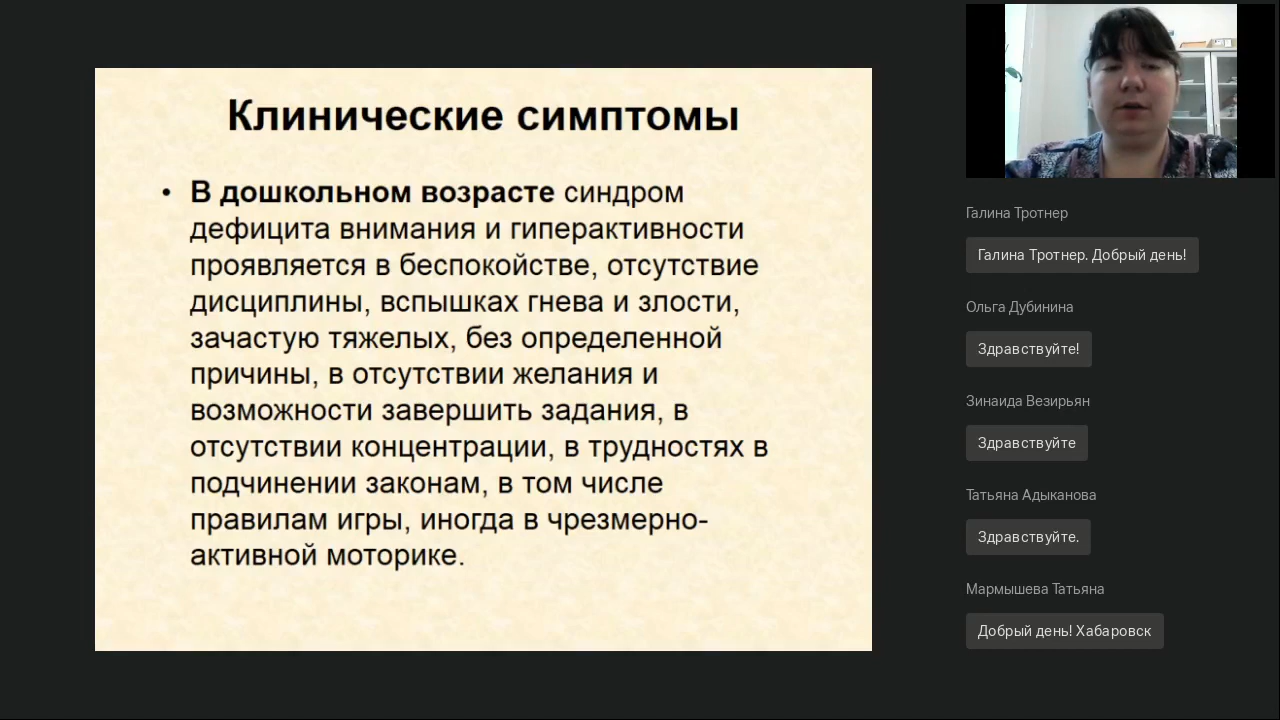 Клинические симптомы
• В дошкольном возрасте синдром
дефицита внимания и гиперактивности
проявляется в беспокойстве, отсутствие
дисциплины, вспышках гнева и злости,
зачастую тяжелых, без определенной
причины, в отсутствии желания и
возможности завершить задания, в
отсутствии концентрации, в трудностях в
подчинении законам, в том числе
правилам игры, иногда в чрезмерно-
активной моторике.
Галина Тротнер
Галина Тротнер. Добрый день!
Ольга Дубинина
Здравствуйте!
Зинаида Везирьян
Здравствуйте
Татьяна Адыканова
Здравствуйте.
Мармышева Татьяна
Добрый день! Хабаровск